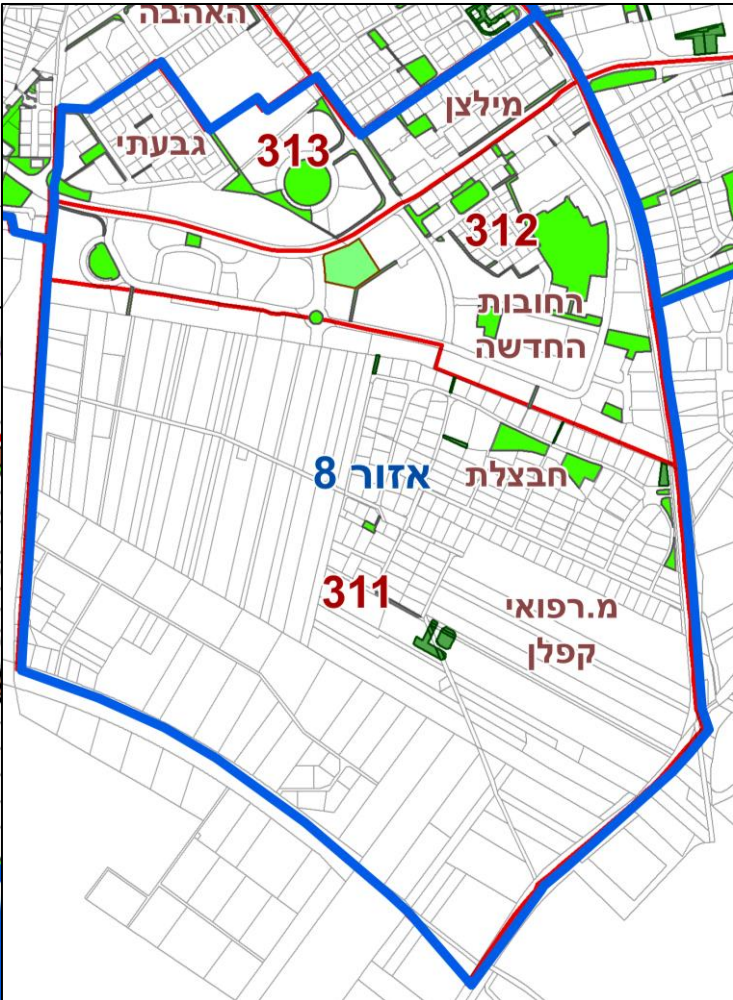 האהבה
מילצן
גבעתי
313
312
החובות
החדשה
אזור 8
חבצלת
311
מ.רפואי
קפלן